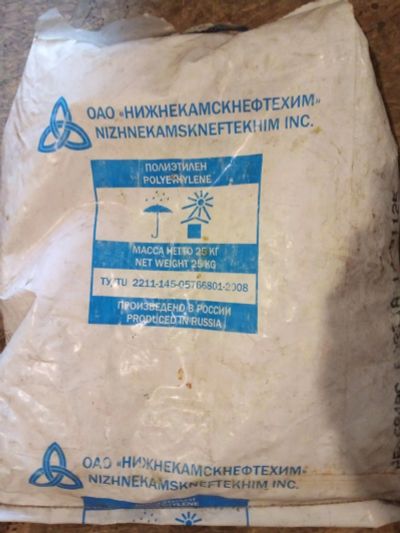 ОАО «НИЖНЕКАМСКНЕФТЕХИМ»
NIZHNEKAMSKNEFTEKHIM INC.
ПОЛИЭТИЛЕН
POLYETHYLENE
МАССА НЕТТО 25 КГ
NET WEIGHT 25 KG
ТУ/TU 2211-145-05766801-2008
ПРОИЗВЕДЕНО В РОССИИ
PRODUCED IN RUSSIA
ОАО «НИЖНЕКАМСКНЕФТЕХИМ»
NIZHNEKAMSKNEFTEKHIM INC.